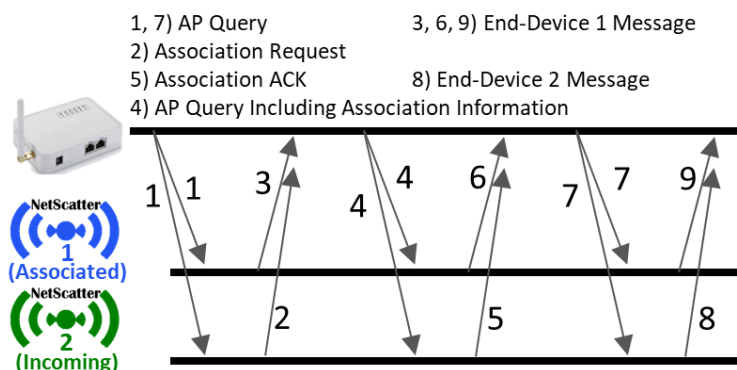 1, 7) AP Query 3, 6, 9) End-Device 1 Message
2) Association Request
5) Association ACK 8) End-Device 2 Message
4) AP Query Including Association Information
1 1 3 4 4 6 7 7 9
NetScatter
1
(Associated)
NetScatter
2
(Incoming)
2 5 8